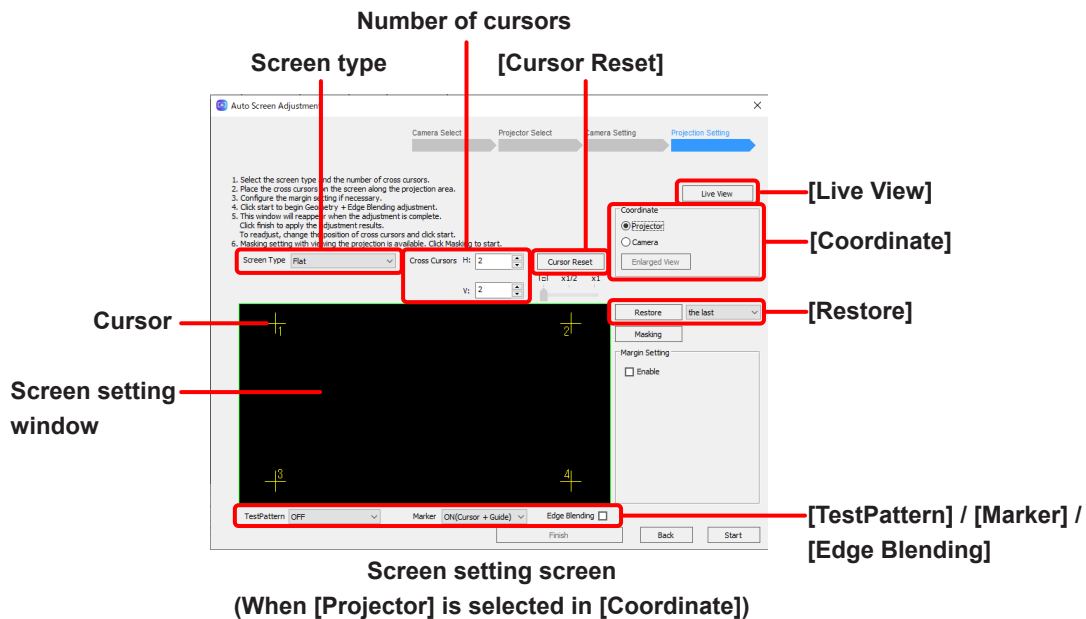 Number of cursors
Screen type
[Cursor Reset]
Auto Screen Adjustment
Camera Select
Projector Select
Camera Setting
Projection Setting
1. Select the screen type and the number of cross cursors.
2. Place the cross cursors on the screen along the projection area.
3. Configure the margin setting if necessary.
4. Click start to begin Geometry + Edge Blending adjustment.
5. This window will reappear when the adjustment is complete.
Click finish to apply the adjustment results.
To readjust, change the position of cross cursors and click start.
6. Masking setting with viewing the projection is available. Click Masking to start.
Live View
[Live View]
Coordinate
Projector
Camera
Enlarged View
[Coordinate]
Screen Type Flat
Cross Cursors H: 2
V: 2
Cursor Reset
x1/2 x1
Restore the last
[Restore]
Masking
Margin Setting
Enable
Cursor
1
2
Screen setting
window
3
4
TestPattern OFF
Marker ON(Cursor + Guide)
Edge Blending
[TestPattern] / [Marker] /
[Edge Blending]
Finish
Back
Start
Screen setting screen
(When [Projector] is selected in [Coordinate])